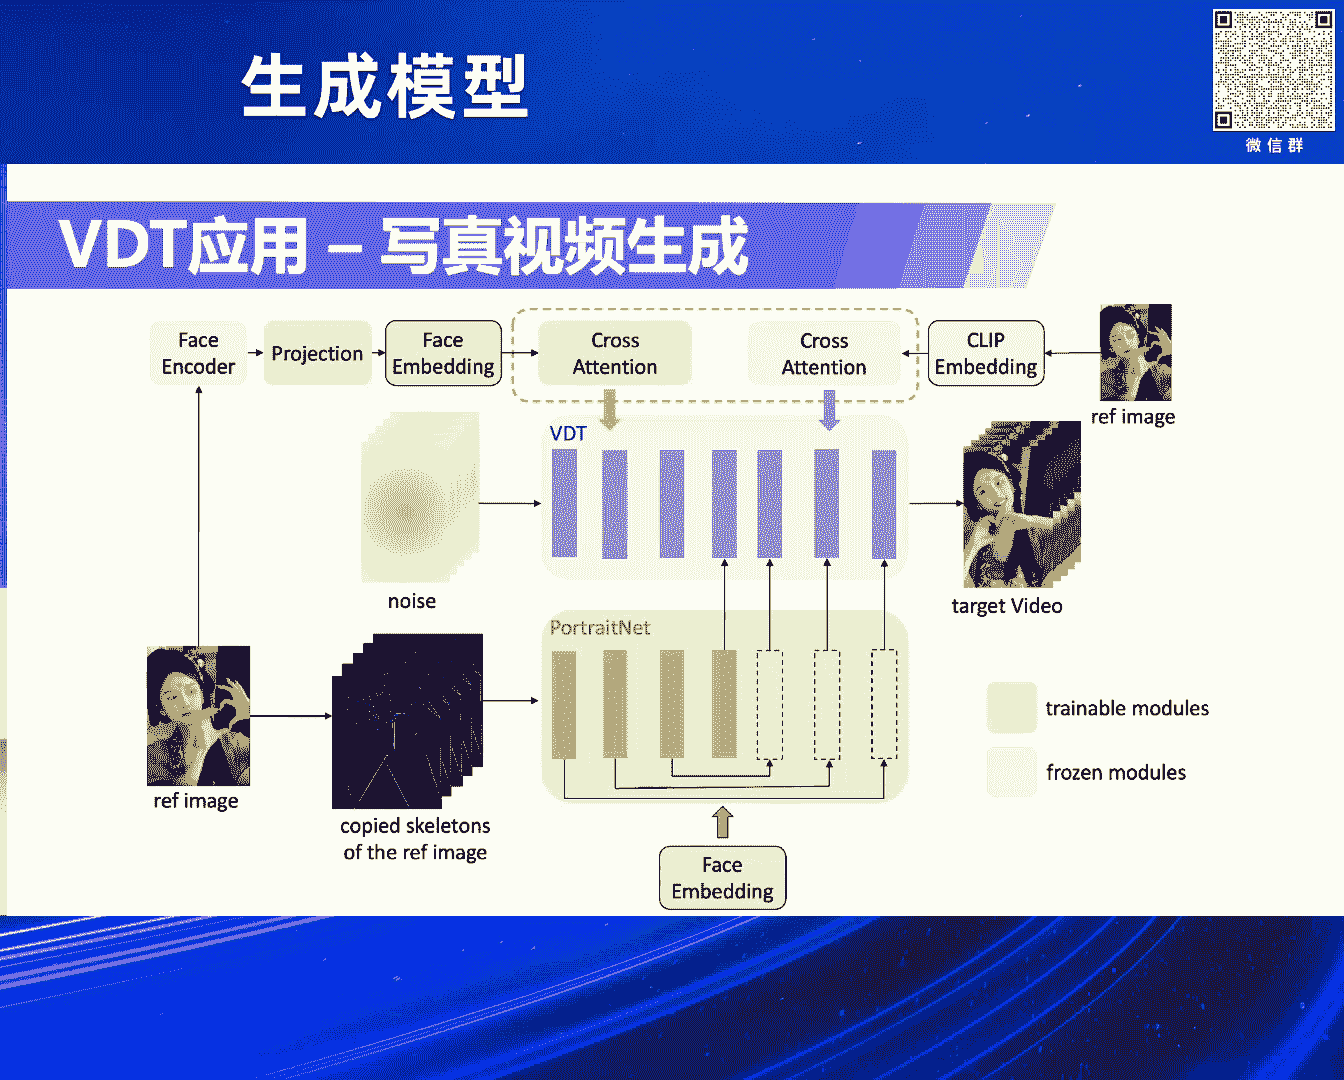 生成模型
微信群
VDT应用 – 写真视频生成
Face
Encoder
Projection
Face
Embedding
Cross
Attention
Cross
Attention
CLIP
Embedding
ref image
VDT
noise
target Video
PortraitNet
ref image
copied skeletons
of the ref image
trainable modules
frozen modules
Face
Embedding